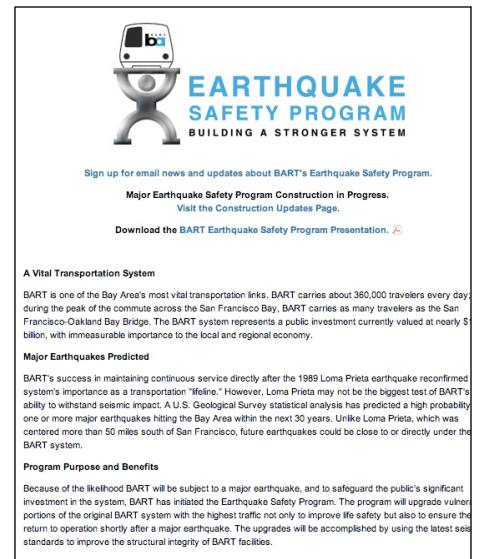 ba
EARTHQUAKE
SAFETY PROGRAM
BUILDING A STRONGER SYSTEM
Sign up for email news and updates about BART's Earthquake Safety Program.
Major Earthquake Safety Program Construction in Progress.
Visit the Construction Updates Page.
Download the BART Earthquake Safety Program Presentation.
A Vital Transportation System
BART is one of the Bay Area's most vital transportation links. BART carries about 360,000 travelers every day;
during the peak of the commute across the San Francisco Bay, BART carries as many travelers as the San
Francisco-Oakland Bay Bridge. The BART system represents a public investment currently valued at nearly
billion, with immeasurable importance to the local and regional economy.
Major Earthquakes Predicted
BART's success in maintaining continuous service directly after the 1989 Loma Prieta earthquake reconfirmed
system's importance as a transportation "lifeline." However, Loma Prieta may not be the biggest test of BART's
ability to withstand seismic impact. A U.S. Geological Survey statistical analysis has predicted a high probability
one or more major earthquakes hitting the Bay Area within the next 30 years. Unlike Loma Prieta, which was
centered more than 50 miles south of San Francisco, future earthquakes could be close to or directly under the
BART system.
Program Purpose and Benefits
Because of the likelihood BART will be subject to a major earthquake, and to safeguard the public's significant
investment in the system, BART has initiated the Earthquake Safety Program. The program will upgrade
portions of the original BART system with the highest traffic not only to improve life safety but also to ensure the
return to operation shortly after a major earthquake. The upgrades will be accomplished by using the latest
standards to improve the structural integrity of BART facilities.